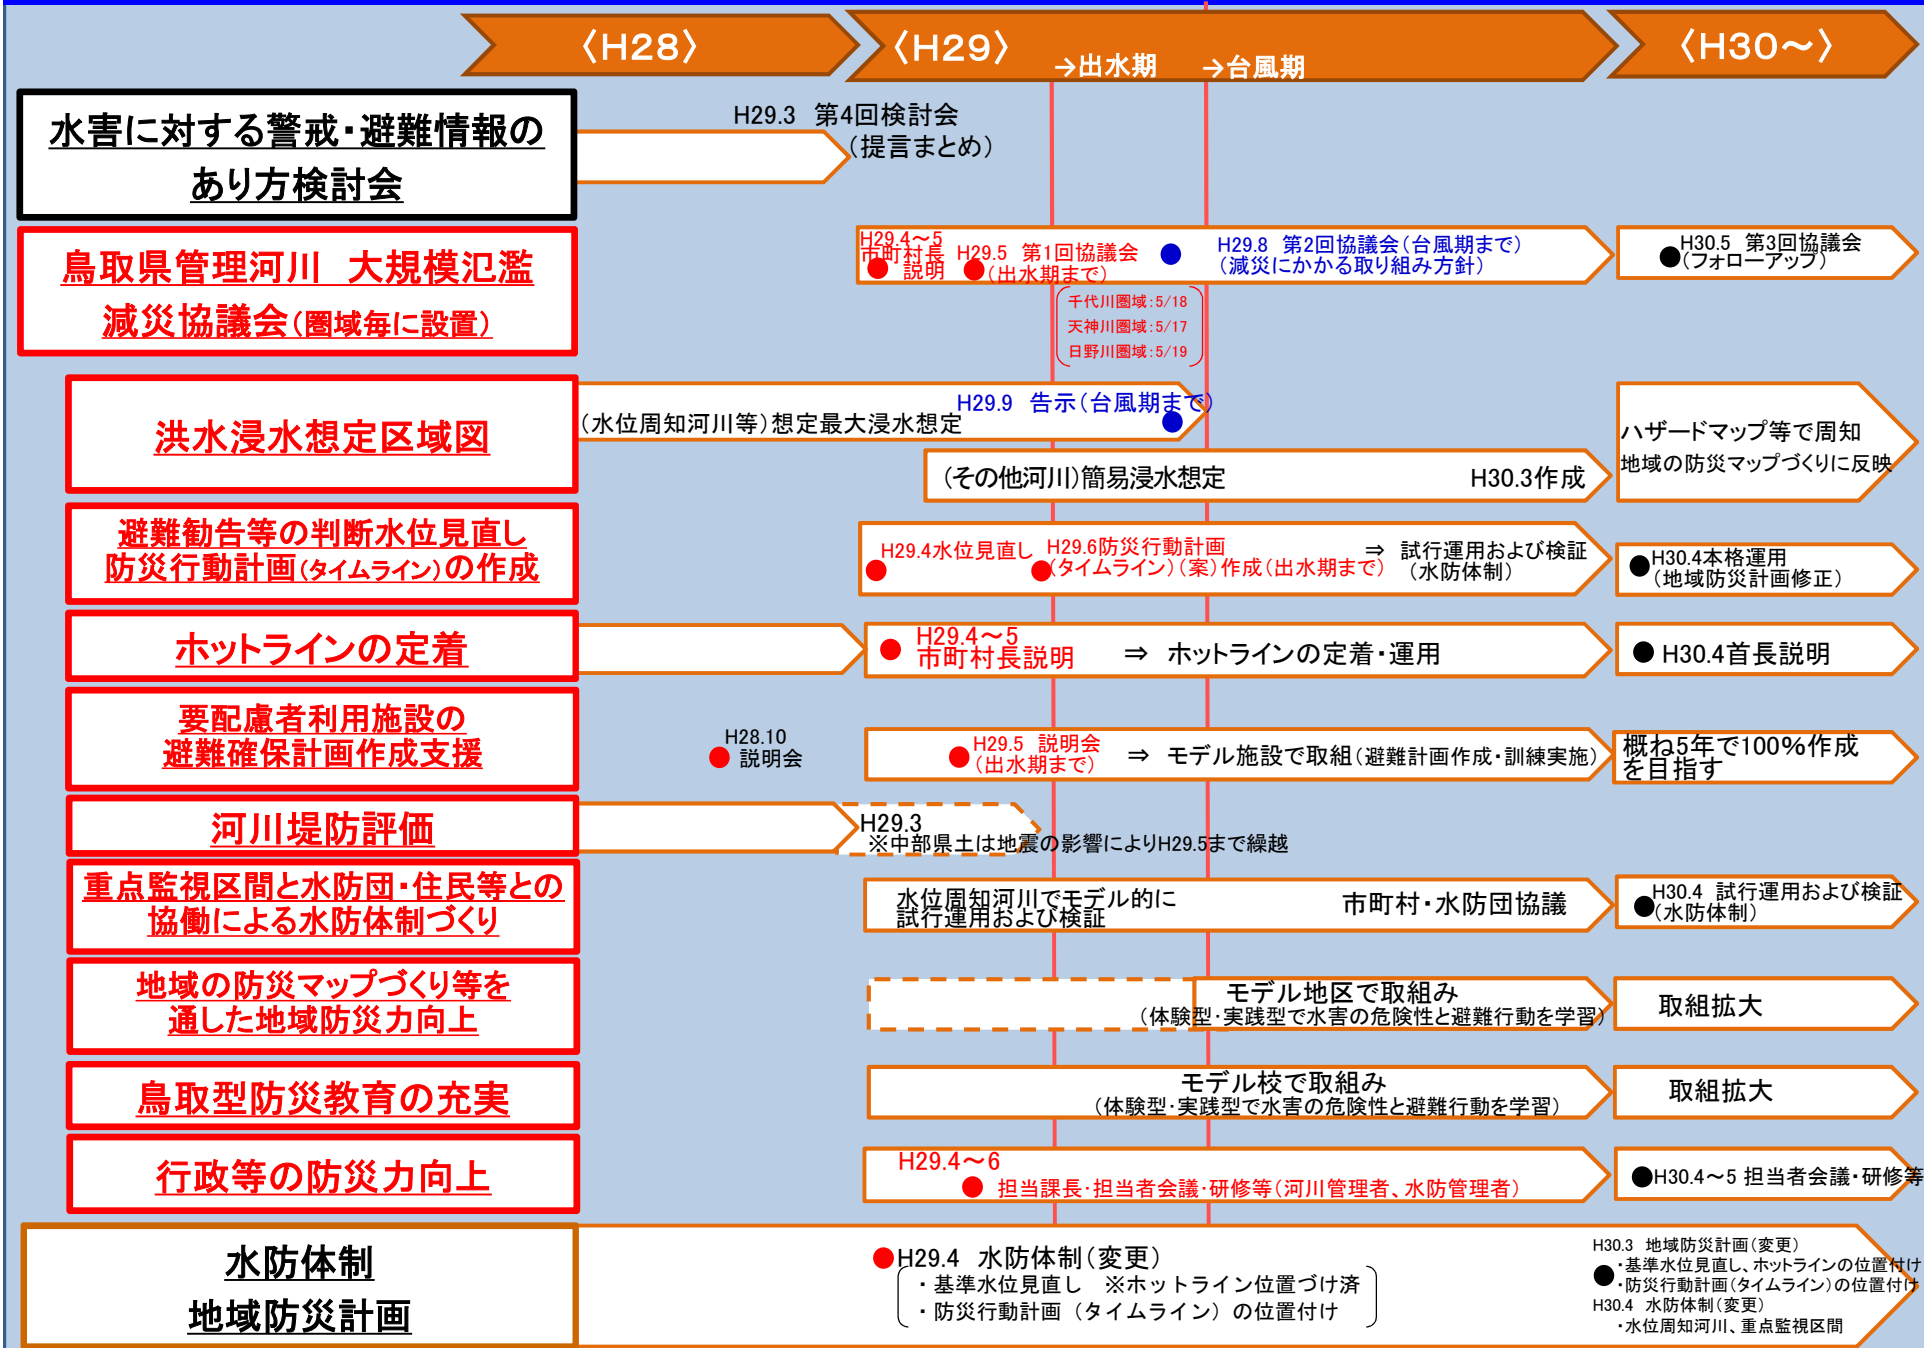 〈H28〉
〈H29〉
→出水期
→台風期
〈H30～〉
水害に対する警戒・避難情報の
あり方検討会
H29.3 第4回検討会
（提言まとめ）
鳥取県管理河川 大規模氾濫
減災協議会（圏域毎に設置）
H29.4～5
市町村長
説明
H29.5 第1回協議会
（出水期まで）
H29.8 第2回協議会（台風期まで）
（減災にかかる取り組み方針）
千代川圏域：5/18
天神川圏域：5/17
日野川圏域：5/19
H30.5 第3回協議会
（フォローアップ）
洪水浸水想定区域図
H29.9 告示（台風期まで）
（水位周知河川等）想定最大浸水想定
（その他河川）簡易浸水想定
H30.3作成
ハザードマップ等で周知
地域の防災マップづくりに反映
避難勧告等の判断水位見直し
防災行動計画（タイムライン）の作成
H29.4水位見直し
H29.6防災行動計画
（タイムライン）（案）作成（出水期まで）
⇒ 試行運用および検証
（水防体制）
H30.4本格運用
（地域防災計画修正）
ホットラインの定着
H29.4～5
市町村長説明
⇒ ホットラインの定着・運用
H30.4首長説明
要配慮者利用施設の
避難確保計画作成支援
H28.10
説明会
H29.5 説明会
（出水期まで）
⇒ モデル施設で取組（避難計画作成・訓練実施）
概ね5年で100％作成
を目指す
河川堤防評価
H29.3
※中部県土は地震の影響によりH29.5まで繰越
重点監視区間と水防団・住民等との
協働による水防体制づくり
水位周知河川でモデル的に
試行運用および検証
市町村・水防団協議
H30.4 試行運用および検証
（水防体制）
地域の防災マップづくり等を
通した地域防災力向上
モデル地区で取組み
（体験型・実践型で水害の危険性と避難行動を学習）
取組拡大
鳥取型防災教育の充実
モデル校で取組み
（体験型・実践型で水害の危険性と避難行動を学習）
取組拡大
行政等の防災力向上
H29.4～6
担当課長・担当者会議・研修等（河川管理者、水防管理者）
H30.4～5 担当者会議・研修等
水防体制
地域防災計画
H29.4 水防体制（変更）
・基準水位見直し ※ホットライン位置づけ済
・防災行動計画（タイムライン）の位置付け
H30.3 地域防災計画（変更）
・基準水位見直し、ホットラインの位置付け
・防災行動計画（タイムライン）の位置付け
H30.4 水防体制（変更）
・水位周知河川、重点監視区間